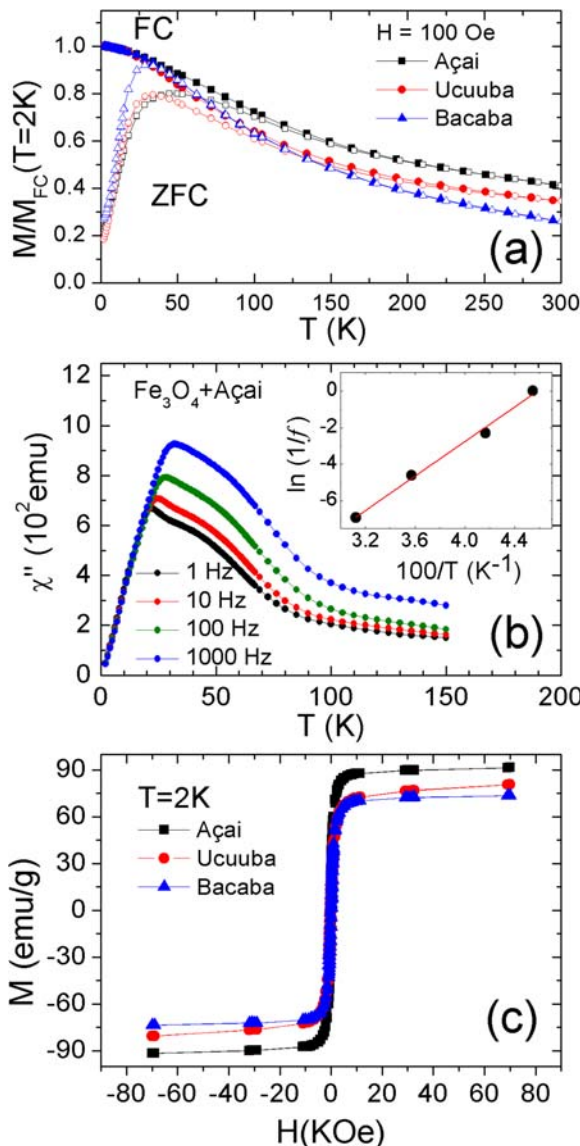 (a)
FC
H = 100 Oe
Açai
Ucuuba
Bacaba
ZFC
M/M_FC(T=2K)
1.0
0.8
0.6
0.4
0.2
0.0
0 50 100 150 200 250 300
T (K)
(b)
Fe₃O₄+Açai
χ'' (10²emu)
12
10
8
6
4
2
0
1 Hz
10 Hz
100 Hz
1000 Hz
0 50 100 150 200
T (K)
ln (1/f)
0
-2
-4
-6
3.2 3.6 4.0 4.4
100/T (K⁻¹)
(c)
T=2K
Açai
Ucuuba
Bacaba
M (emu/g)
90
60
30
0
-30
-60
-90
-80 -60 -40 -20 0 20 40 60 80
H(KOe)